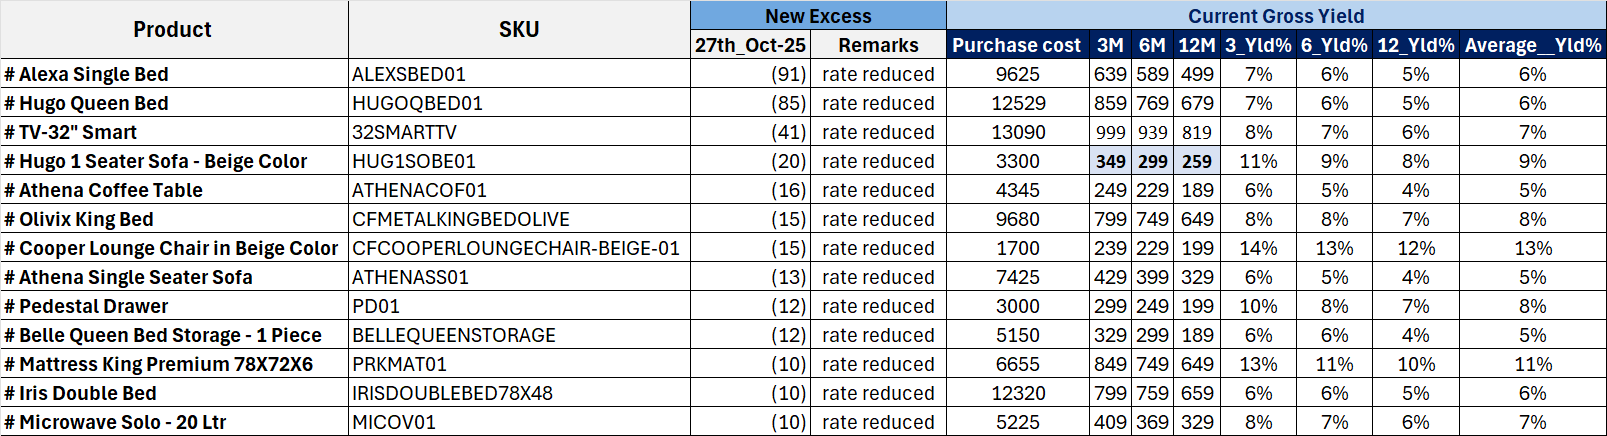 Product SKU New Excess Current Gross Yield
27th_Oct-25 Remarks Purchase cost 3M 6M 12M 3_Yld% 6_Yld% 12_Yld% Average__Yld%
# Alexa Single Bed ALEXSBED01 (91) rate reduced 9625 639 589 499 7% 6% 5% 6%
# Hugo Queen Bed HUGOQBED01 (85) rate reduced 12529 859 769 679 7% 6% 5% 6%
# TV-32" Smart 32SMARTTV (41) rate reduced 13090 999 939 819 8% 7% 6% 7%
# Hugo 1 Seater Sofa - Beige Color HUG1SOBE01 (20) rate reduced 3300 349 299 259 11% 9% 8% 9%
# Athena Coffee Table ATHENACOF01 (16) rate reduced 4345 249 229 189 6% 5% 4% 5%
# Olivix King Bed CFMETALKINGBEDOLIVE (15) rate reduced 9680 799 749 649 8% 8% 7% 8%
# Cooper Lounge Chair in Beige Color CFCOOPERLOUNGECHAIR-BEIGE-01 (15) rate reduced 1700 239 229 199 14% 13% 12% 13%
# Athena Single Seater Sofa ATHENASS01 (13) rate reduced 7425 429 399 329 6% 5% 4% 5%
# Pedestal Drawer PD01 (12) rate reduced 3000 299 249 199 10% 8% 7% 8%
# Belle Queen Bed Storage - 1 Piece BELLEQUEENSTORAGE (12) rate reduced 5150 329 299 189 6% 6% 4% 5%
# Mattress King Premium 78X72X6 PRKMAT01 (10) rate reduced 6655 849 749 649 13% 11% 10% 11%
# Iris Double Bed IRISDOUBLEBED78X48 (10) rate reduced 12320 799 759 659 6% 6% 5% 6%
# Microwave Solo - 20 Ltr MICOV01 (10) rate reduced 5225 409 369 329 8% 7% 6% 7%